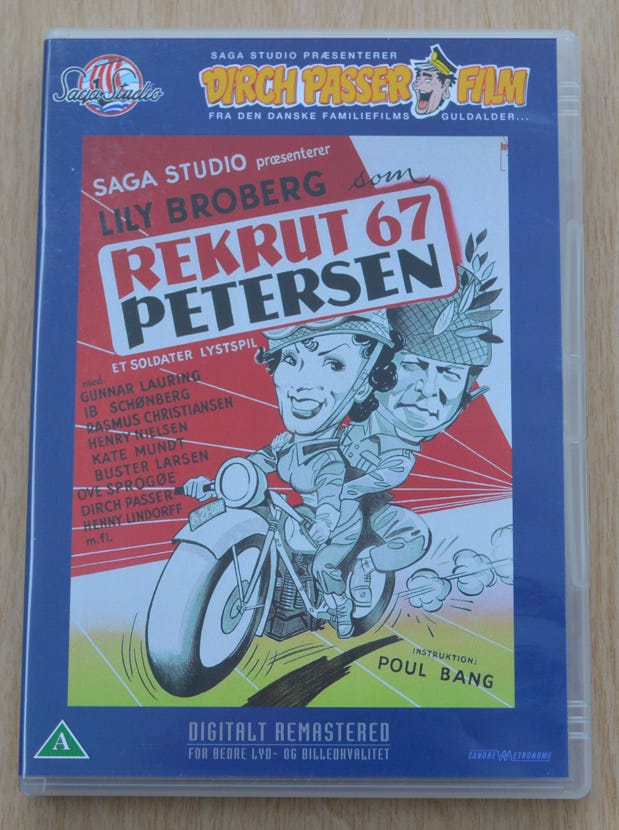 Saga Studio
SAGA STUDIO PRÆSENTERER
DIRCH PASSER FILM
FRA DEN DANSKE FAMILIEFILMS GULDALDER...
SAGA STUDIO præsenterer
LILY BROBERG som
REKRUT 67
PETERSEN
ET SOLDATER LYSTSPIL
med
GUNNAR LAURING
IB SCHØNBERG
RASMUS CHRISTIANSEN
HENRY NIELSEN
KATE MUNDT
BUSTER LARSEN
OVE SPROGØE
DIRCH PASSER
HENNY LINDORFF
m.fl.
INSTRUKTION:
POUL BANG
DIGITALT REMASTERED
FOR BEDRE LYD- OG BILLEDKVALITET
A
SANDREW METRONOME